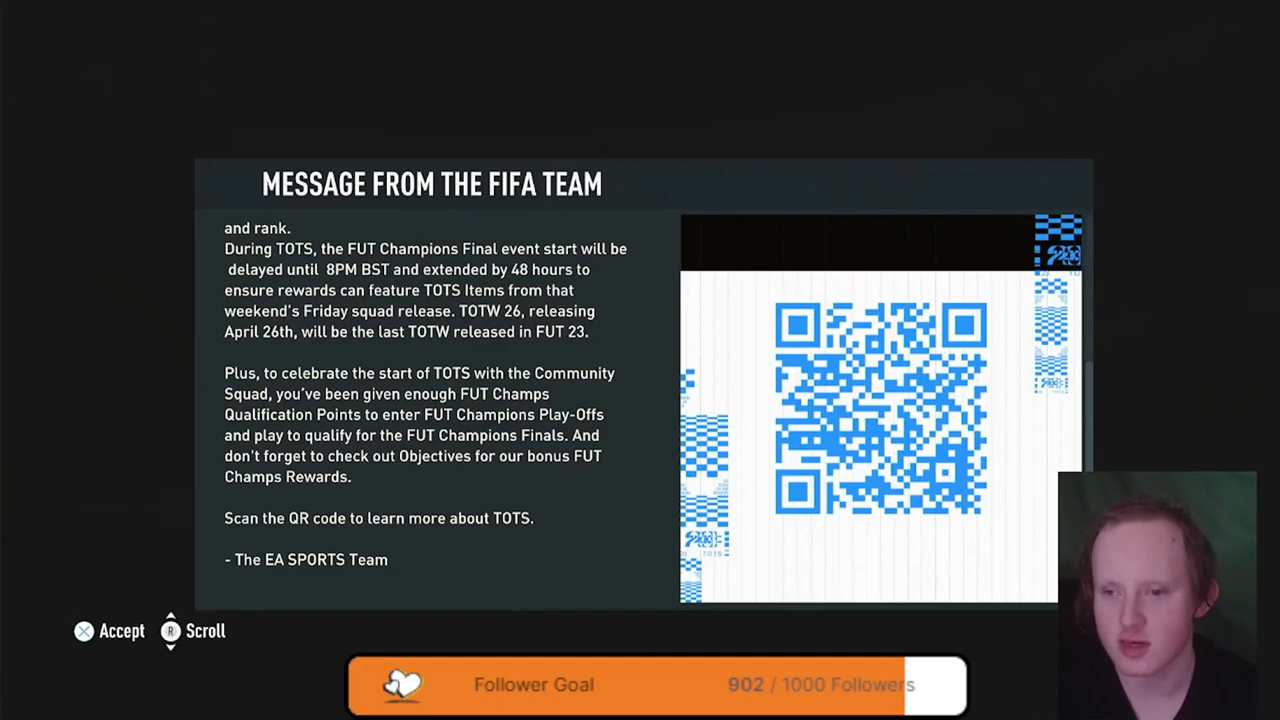 MESSAGE FROM THE FIFA TEAM
and rank.
During TOTS, the FUT Champions Final event start will be
delayed until 8PM BST and extended by 48 hours to
ensure rewards can feature TOTS Items from that
weekend's Friday squad release. TOTW 26, releasing
April 26th, will be the last TOTW released in FUT 23.
Plus, to celebrate the start of TOTS with the Community
Squad, you've been given enough FUT Champs
Qualification Points to enter FUT Champions Play-Offs
and play to qualify for the FUT Champions Finals. And
don't forget to check out Objectives for our bonus FUT
Champs Rewards.
Scan the QR code to learn more about TOTS.
- The EA SPORTS Team
Accept R Scroll
Follower Goal 902 / 1000 Followers